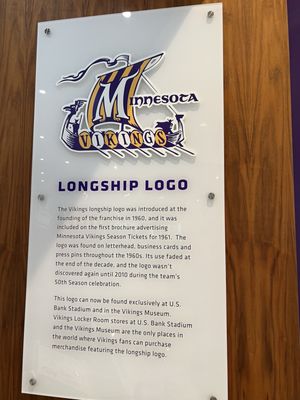 Minnesota
VIKINGS
LONGSHIP LOGO
The Vikings longship logo was introduced at the
founding of the franchise in 1960, and it was
included on the first brochure advertising
Minnesota Vikings Season Tickets for 1961. The
logo was found on letterhead, business cards and
press pins throughout the 1960s. Its use faded at
the end of the decade, and the logo wasn't
discovered again until 2010 during the team's
50th Season celebration.
This logo can now be found exclusively at U.S.
Bank Stadium and in the Vikings Museum.
Vikings Locker Room stores at U.S. Bank Stadium
and the Vikings Museum are the only places in
the world where Vikings fans can purchase
merchandise featuring the longship logo.